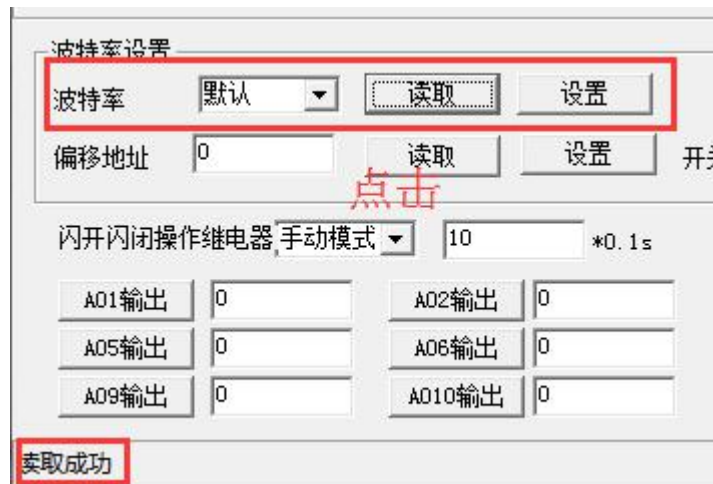 波特率设置
波特率 默认 读取 设置
偏移地址 0 读取 设置 开
点击
闪开闪闭操作继电器 手动模式 10 *0.1s
A01输出 0 A02输出 0
A05输出 0 A06输出 0
A09输出 0 A010输出 0
读取成功